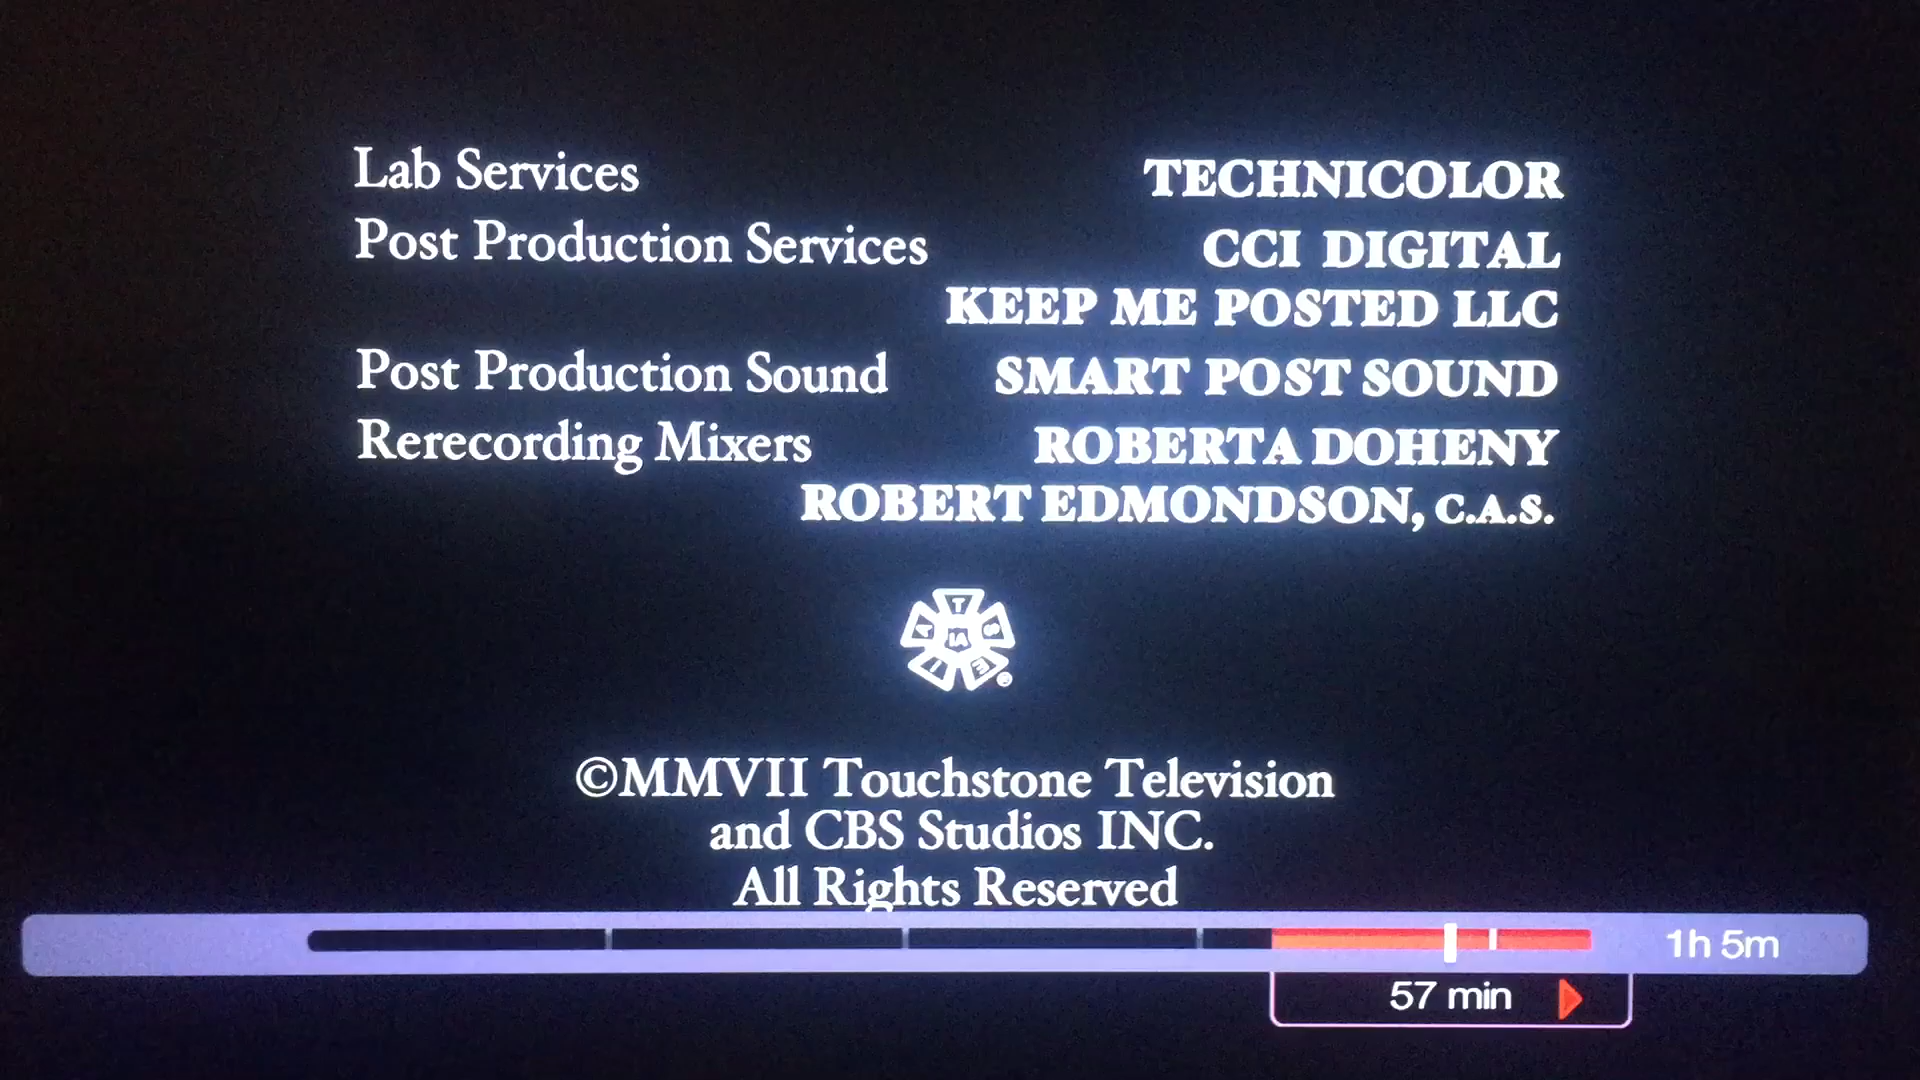 Lab Services TECHNICOLOR
Post Production Services CCI DIGITAL
KEEP ME POSTED LLC
Post Production Sound SMART POST SOUND
Rerecording Mixers ROBERTA DOHENY
ROBERT EDMONDSON, C.A.S.
T
A IA S
I E ®
©MMVII Touchstone Television
and CBS Studios INC.
All Rights Reserved
1h 5m
57 min